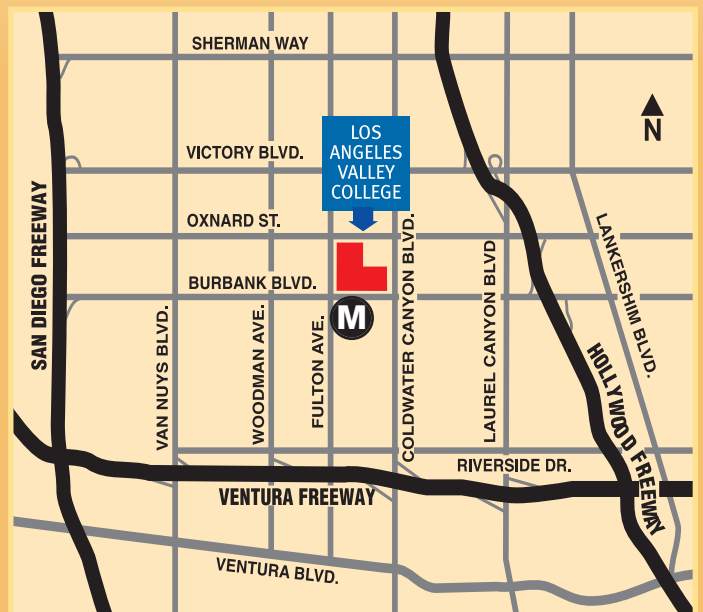 SHERMAN WAY
N
LOS
ANGELES
VALLEY
COLLEGE
VICTORY BLVD.
OXNARD ST.
BURBANK BLVD.
M
SAN DIEGO FREEWAY
VAN NUYS BLVD.
WOODMAN AVE.
FULTON AVE.
COLDWATER CANYON BLVD.
LAUREL CANYON BLVD
LANKERSHIM BLVD.
HOLLYWOOD FREEWAY
RIVERSIDE DR.
VENTURA FREEWAY
VENTURA BLVD.